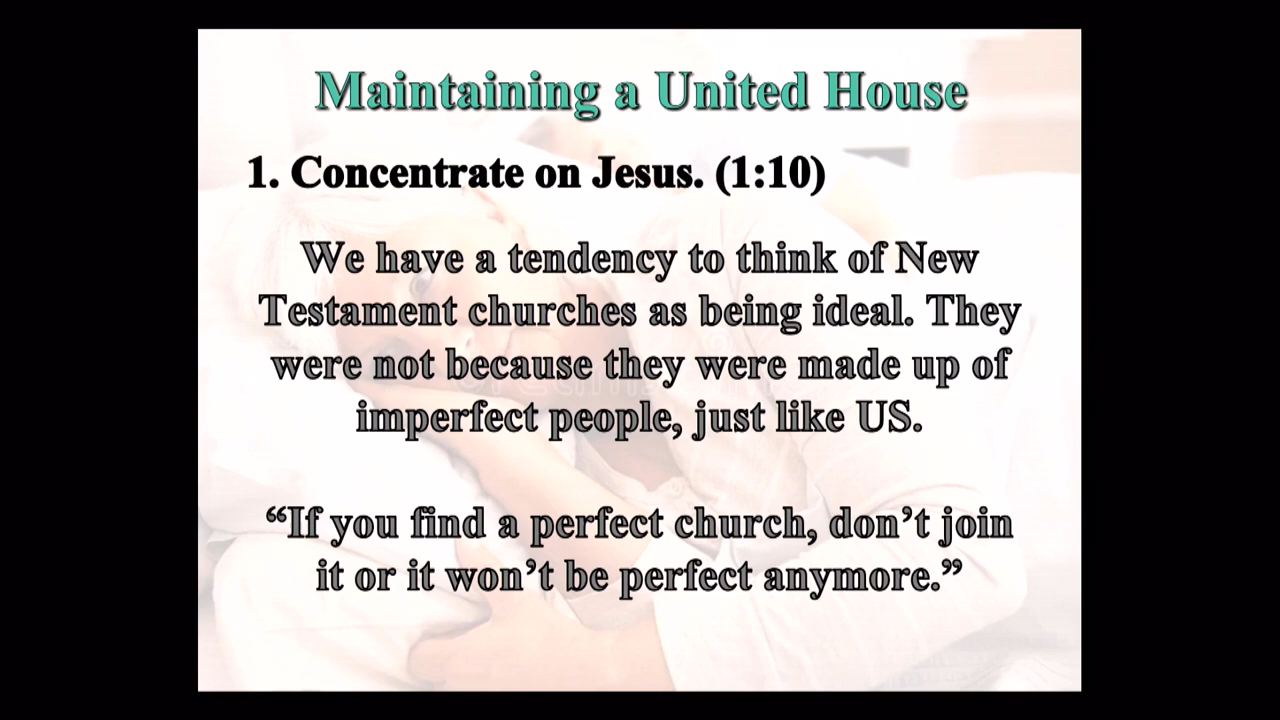 Maintaining a United House
1. Concentrate on Jesus. (1:10)
We have a tendency to think of New
Testament churches as being ideal. They
were not because they were made up of
imperfect people, just like US.
“If you find a perfect church, don’t join
it or it won’t be perfect anymore.”